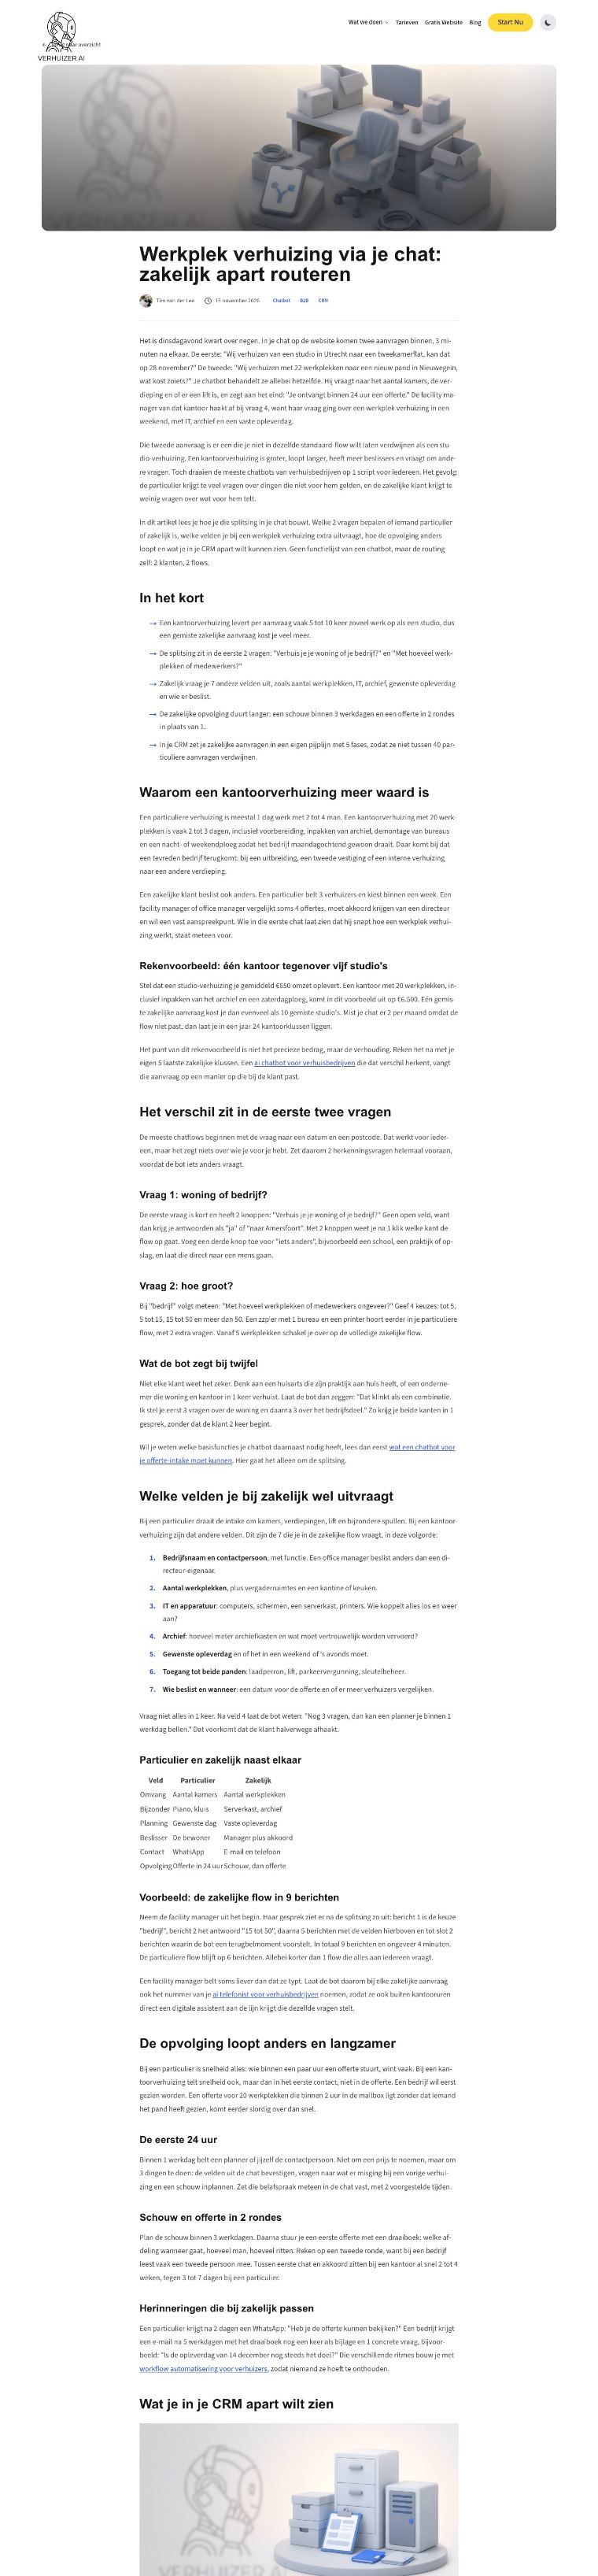 Wat we doen
Tarieven
Gratis Website
Blog
Start Nu
VERHUIZER AI
Werkplek verhuizing via je chat:
zakelijk apart routeren
Tim van der Lee
15 november 2025
Chatbot
B2B
CRM
Het is dinsdagavond kwart over negen. In je chat op de website komen twee aanvragen binnen, 3 mi-
nuten na elkaar. De eerste: "Wij verhuizen van een studio in Utrecht naar een tweekamerflat, kan dat
op 28 november?" De tweede: "Wij verhuizen met 22 werkplekken naar een nieuw pand in Nieuwegein,
wat kost zoiets?" Je chatbot behandelt ze allebei hetzelfde. Hij vraagt naar het aantal kamers, de ver-
dieping en of er een lift is, en zegt aan het eind: "Je ontvangt binnen 24 uur een offerte." De facility ma-
nager van dat kantoor haakt af bij vraag 4, want haar vraag ging over een werkplek verhuizing in een
weekend, met IT, archief en een vaste opleverdag.
Die tweede aanvraag is er een die je niet in dezelfde standaard-flow wilt laten verdwijnen als een stu
dio-verhuizing. Een kantoorverhuizing is groter, loopt langer, heeft meer beslissers en vraagt om ande-
re vragen. Toch draaien de meeste chatbots van verhuisbedrijven op 1 script voor iedereen. Het gevolg:
de particulier krijgt te veel vragen over dingen die niet voor hem gelden, en de zakelijke klant krijgt te
weinig vragen over wat voor hem telt.
In dit artikel lees je hoe je die splitsing in je chat bouwt. Welke 2 vragen bepalen of iemand particulier
of zakelijk is, welke velden je bij een werkplek verhuizing extra uitvraagt, hoe de opvolging anders
loopt en wat je in je CRM apart wilt kunnen zien. Geen functielijst van een chatbot, maar de routing
zelf: 2 klanten, 2 flows.
In het kort
→ Een kantoorverhuizing levert per aanvraag vaak 5 tot 10 keer zoveel werk op als een studio, dus
een gemiste zakelijke aanvraag kost je veel meer.
→ De splitsing zit in de eerste 2 vragen: "Verhuis je je woning of je bedrijf?" en "Met hoeveel werk-
plekken of medewerkers?"
→ Zakelijk vraag je 7 andere velden uit, zoals aantal werkplekken, IT, archief, gewenste opleverdag
en wie er beslist.
→ De zakelijke opvolging duurt langer: een schouw binnen 3 werkdagen en een offerte in 2 rondes
in plaats van 1.
→ In je CRM zet je zakelijke aanvragen in een eigen pijplijn met 5 fases, zodat ze niet tussen 40 par-
ticuliere aanvragen verdwijnen.
Waarom een kantoorverhuizing meer waard is
Een particuliere verhuizing is meestal 1 dag werk met 2 tot 4 man. Een kantoorverhuizing met 20 werk-
plekken is vaak 2 tot 3 dagen, inclusief voorbereiding, inpakken van archief, demontage van bureaus
en een nacht- of weekendploeg zodat het bedrijf maandagochtend gewoon draait. Daar komt bij dat
een tevreden bedrijf terugkomt: bij een uitbreiding, een tweede vestiging of een interne verhuizing
naar een andere verdieping.
Een zakelijke klant beslist ook anders. Een particulier belt 3 verhuizers en kiest binnen een week. Een
facility manager of office manager vergelijkt soms 4 offertes, moet akkoord krijgen van een directeur
en wil een vast aanspreekpunt. Wie in die eerste chat laat zien dat hij snapt hoe een werkplek verhui-
zing werkt, staat meteen voor.
Rekenvoorbeeld: één kantoor tegenover vijf studio's
Stel dat een studio-verhuizing je gemiddeld €650 omzet oplevert. Een kantoor met 20 werkplekken, in-
clusief inpakken van het archief en een zaterdagploeg, komt in dit voorbeeld uit op €6.500. Eén gemis-
te zakelijke aanvraag kost je dan evenveel als 10 gemiste studio's. Mist je chat er 2 per maand omdat de
flow niet past, dan laat je in een jaar 24 kantoorklussen liggen.
Het punt van dit rekenvoorbeeld is niet het precieze bedrag, maar de verhouding. Reken het na met je
eigen 5 laatste zakelijke klussen. Een ai chatbot voor verhuisbedrijven die dat verschil herkent, vangt
die aanvraag op een manier op die bij de klant past.
Het verschil zit in de eerste twee vragen
De meeste chatflows beginnen met de vraag naar een datum en een postcode. Dat werkt voor ieder-
een, maar het zegt niets over wie je voor je hebt. Zet daarom 2 herkenningsvragen helemaal vooraan,
voordat de bot iets anders vraagt.
Vraag 1: woning of bedrijf?
De eerste vraag is kort en heeft 2 knoppen: "Verhuis je je woning of je bedrijf?" Geen open veld, want
dan krijg je antwoorden als "ja" of "naar Amersfoort". Met 2 knoppen weet je na 1 klik welke kant de
flow op gaat. Voeg een derde knop toe voor "iets anders", bijvoorbeeld een school, een praktijk of op-
slag, en laat die direct naar een mens gaan.
Vraag 2: hoe groot?
Bij "bedrijf" volgt meteen: "Met hoeveel werkplekken of medewerkers ongeveer?" Geef 4 keuzes: tot 5,
5 tot 15, 15 tot 50 en meer dan 50. Een zzp'er met 1 bureau en een printer hoort eerder in je particuliere
flow, met 2 extra vragen. Vanaf 5 werkplekken schakel je over op de volledige zakelijke flow.
Wat de bot zegt bij twijfel
Niet elke klant weet het zeker. Denk aan een huisarts die zijn praktijk aan huis heeft, of een onderne-
mer die woning en kantoor in 1 keer verhuist. Laat de bot dan zeggen: "Dat klinkt als een combinatie.
Ik stel je eerst 3 vragen over de woning en daarna 3 over het bedrijfsdeel." Zo krijg je beide kanten in 1
gesprek, zonder dat de klant 2 keer begint.
Wil je weten welke basisfuncties je chatbot daarnaast nodig heeft, lees dan eerst wat een chatbot voor
je offerte-intake moet kunnen. Hier gaat het alleen om de splitsing.
Welke velden je bij zakelijk wel uitvraagt
Bij een particulier draait de intake om kamers, verdiepingen, lift en bijzondere spullen. Bij een kantoor-
verhuizing zijn dat andere velden. Dit zijn de 7 die je in de zakelijke flow vraagt, in deze volgorde:
1. Bedrijfsnaam en contactpersoon, met functie. Een office manager beslist anders dan een di-
recteur-eigenaar.
2. Aantal werkplekken, plus vergaderruimtes en een kantine of keuken.
3. IT en apparatuur: computers, schermen, een serverkast, printers. Wie koppelt alles los en weer
aan?
4. Archief: hoeveel meter archiefkasten en wat moet vertrouwelijk worden vervoerd?
5. Gewenste opleverdag en of het in een weekend of 's avonds moet.
6. Toegang tot beide panden: laadperron, lift, parkeervergunning, sleutelbeheer.
7. Wie beslist en wanneer: een datum voor de offerte en of er meer verhuizers vergelijken.
Vraag niet alles in 1 keer. Na veld 4 laat de bot weten: "Nog 3 vragen, dan kan een planner je binnen 1
werkdag bellen." Dat voorkomt dat de klant halverwege afhaakt.
Particulier en zakelijk naast elkaar
Veld Particulier Zakelijk
Omvang Aantal kamers Aantal werkplekken
Bijzonder Piano, kluis Serverkast, archief
Planning Gewenste dag Vaste opleverdag
Beslisser De bewoner Manager plus akkoord
Contact WhatsApp E-mail en telefoon
Opvolging Offerte in 24 uur Schouw, dan offerte
Voorbeeld: de zakelijke flow in 9 berichten
Neem de facility manager uit het begin. Haar gesprek ziet er na de splitsing zo uit: bericht 1 is de keuze
"bedrijf", bericht 2 het antwoord "15 tot 50", daarna 5 berichten met de velden hierboven en tot slot 2
berichten waarin de bot een terugbelmoment voorstelt. In totaal 9 berichten en ongeveer 4 minuten.
De particuliere flow blijft op 6 berichten. Allebei korter dan 1 flow die alles aan iedereen vraagt.
Een facility manager belt soms liever dan dat ze typt. Laat de bot daarom bij elke zakelijke aanvraag
ook het nummer van je ai telefonist voor verhuisbedrijven noemen, zodat ze ook buiten kantooruren
direct een digitale assistent aan de lijn krijgt die dezelfde vragen stelt.
De opvolging loopt anders en langzamer
Bij een particulier is snelheid alles: wie binnen een paar uur een offerte stuurt, wint vaak. Bij een kan-
toorverhuizing telt snelheid ook, maar dan in het eerste contact, niet in de offerte. Een bedrijf wil eerst
gezien worden. Een offerte voor 20 werkplekken die binnen 2 uur in de mailbox ligt zonder dat iemand
het pand heeft gezien, komt eerder slordig over dan snel.
De eerste 24 uur
Binnen 1 werkdag belt een planner of jijzelf de contactpersoon. Niet om een prijs te noemen, maar om
3 dingen te doen: de velden uit de chat bevestigen, vragen naar wat er misging bij een vorige verhui-
zing en een schouw inplannen. Zet die belafspraak meteen in de chat vast, met 2 voorgestelde tijden.
Schouw en offerte in 2 rondes
Plan de schouw binnen 3 werkdagen. Daarna stuur je een eerste offerte met een draaiboek: welke af-
deling wanneer gaat, hoeveel man, hoeveel ritten. Reken op een tweede ronde, want bij een bedrijf
leest vaak een tweede persoon mee. Tussen eerste chat en akkoord zitten bij een kantoor al snel 2 tot 4
weken, tegen 3 tot 7 dagen bij een particulier.
Herinneringen die bij zakelijk passen
Een particulier krijgt na 2 dagen een WhatsApp: "Heb je de offerte kunnen bekijken?" Een bedrijf krijgt
een e-mail na 5 werkdagen met het draaiboek nog een keer als bijlage en 1 concrete vraag, bijvoor-
beeld: "Is de opleverdag van 14 december nog steeds het doel?" Die verschillende ritmes bouw je met
workflow automatisering voor verhuizers, zodat niemand ze hoeft te onthouden.
Wat je in je CRM apart wilt zien
VERHUIZER AI